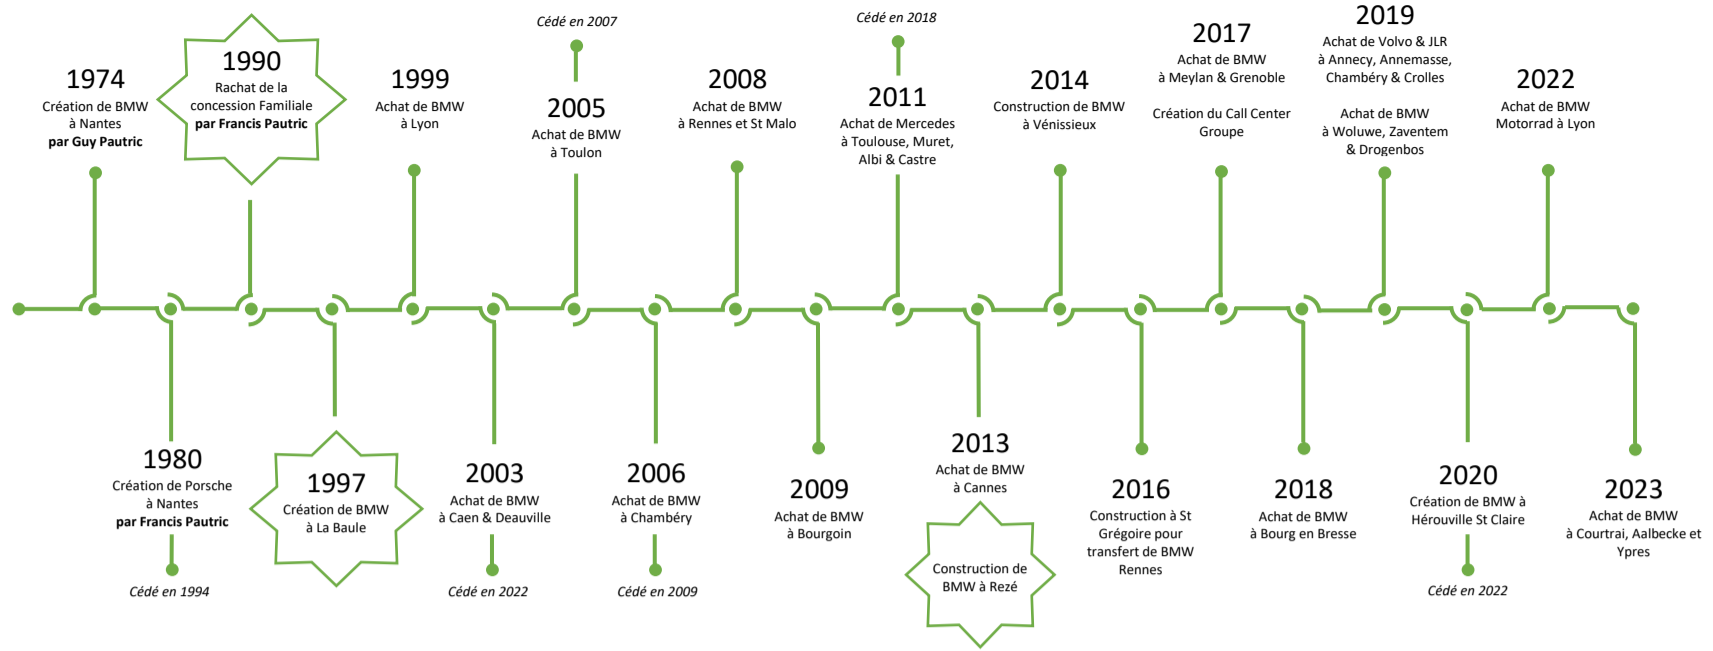 1974
Création de BMW
à Nantes
par Guy Pautric
1980
Création de Porsche
à Nantes
par Francis Pautric
Cédé en 1994
1990
Rachat de la
concession Familiale
par Francis Pautric
1997
Création de BMW
à La Baule
1999
Achat de BMW
à Lyon
2003
Achat de BMW
à Caen & Deauville
Cédé en 2022
Cédé en 2007
2005
Achat de BMW
à Toulon
2006
Achat de BMW
à Chambéry
Cédé en 2009
2008
Achat de BMW
à Rennes et St Malo
2009
Achat de BMW
à Bourgoin
Cédé en 2018
2011
Achat de Mercedes
à Toulouse, Muret,
Albi & Castre
2013
Achat de BMW
à Cannes
Construction de
BMW à Rezé
2014
Construction de BMW
à Vénissieux
2016
Construction à St
Grégoire pour
transfert de BMW
Rennes
2017
Achat de BMW
à Meylan & Grenoble
Création du Call Center
Groupe
2018
Achat de BMW
à Bourg en Bresse
2019
Achat de Volvo & JLR
à Annecy, Annemasse,
Chambéry & Crolles
Achat de BMW
à Woluwe, Zaventem
& Drogenbos
2020
Création de BMW à
Hérouville St Claire
Cédé en 2022
2022
Achat de BMW
Motorrad à Lyon
2023
Achat de BMW
à Courtrai, Aalbecke et
Ypres